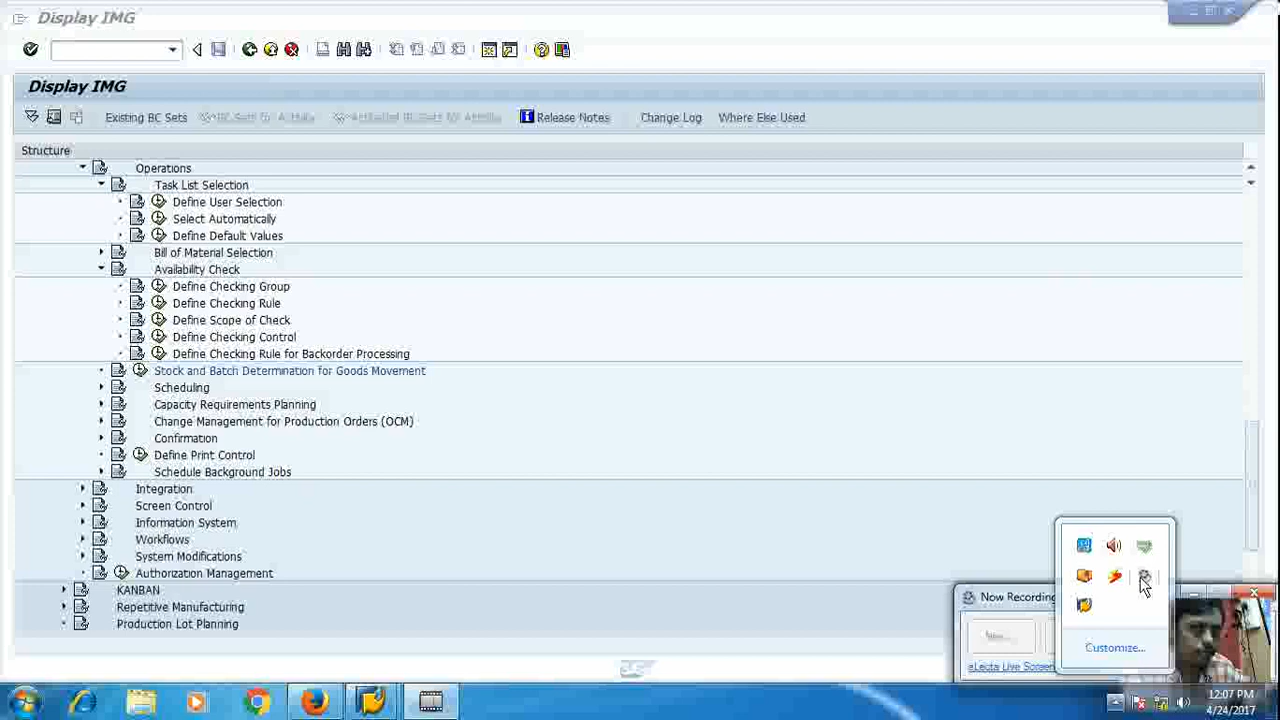 Display IMG
Display IMG
Existing BC Sets
Release Notes
Change Log
Where Else Used
Structure
Operations
Task List Selection
Define User Selection
Select Automatically
Define Default Values
Bill of Material Selection
Availability Check
Define Checking Group
Define Checking Rule
Define Scope of Check
Define Checking Control
Define Checking Rule for Backorder Processing
Stock and Batch Determination for Goods Movement
Scheduling
Capacity Requirements Planning
Change Management for Production Orders (OCM)
Confirmation
Define Print Control
Schedule Background Jobs
Integration
Screen Control
Information System
Workflows
System Modifications
Authorization Management
KANBAN
Repetitive Manufacturing
Production Lot Planning
Now Recording
eLecta Live Screen
Customize...
12:07 PM
4/24/2017